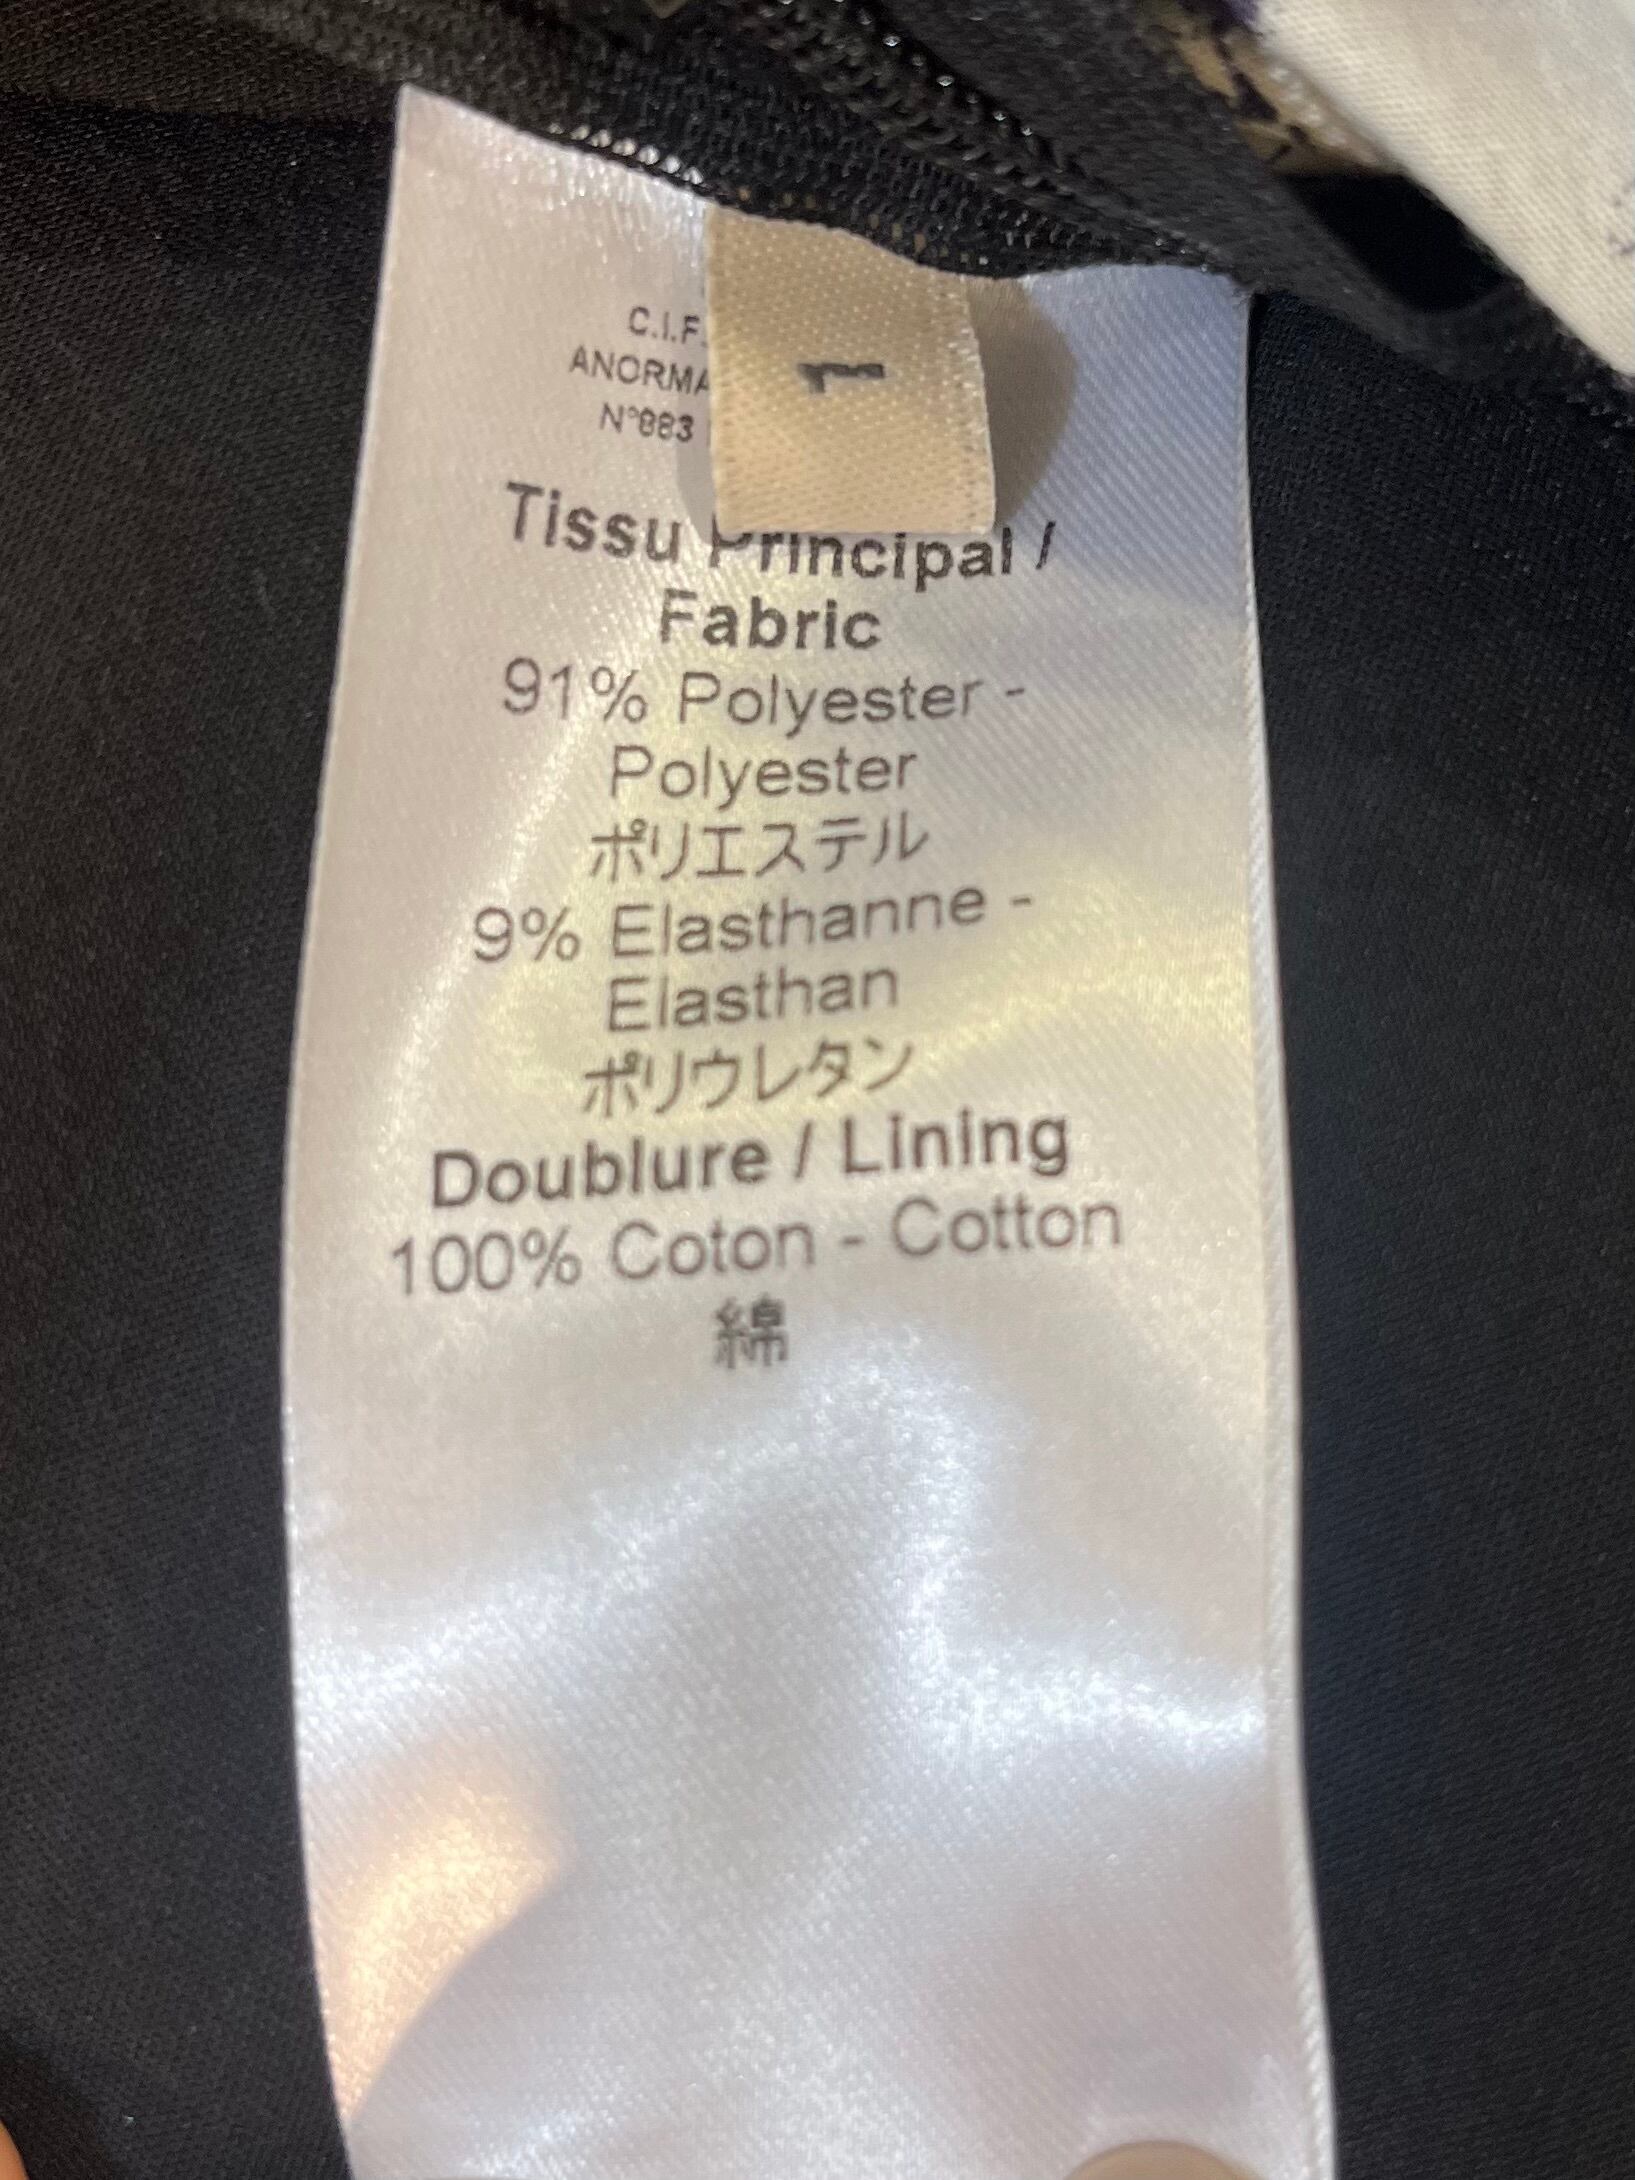 C.I.F.
N°883
1
Tissu Principal /
Fabric
91% Polyester -
Polyester
ポリエステル
9% Elasthanne -
Elasthan
ポリウレタン
Doublure / Lining
100% Coton - Cotton
綿